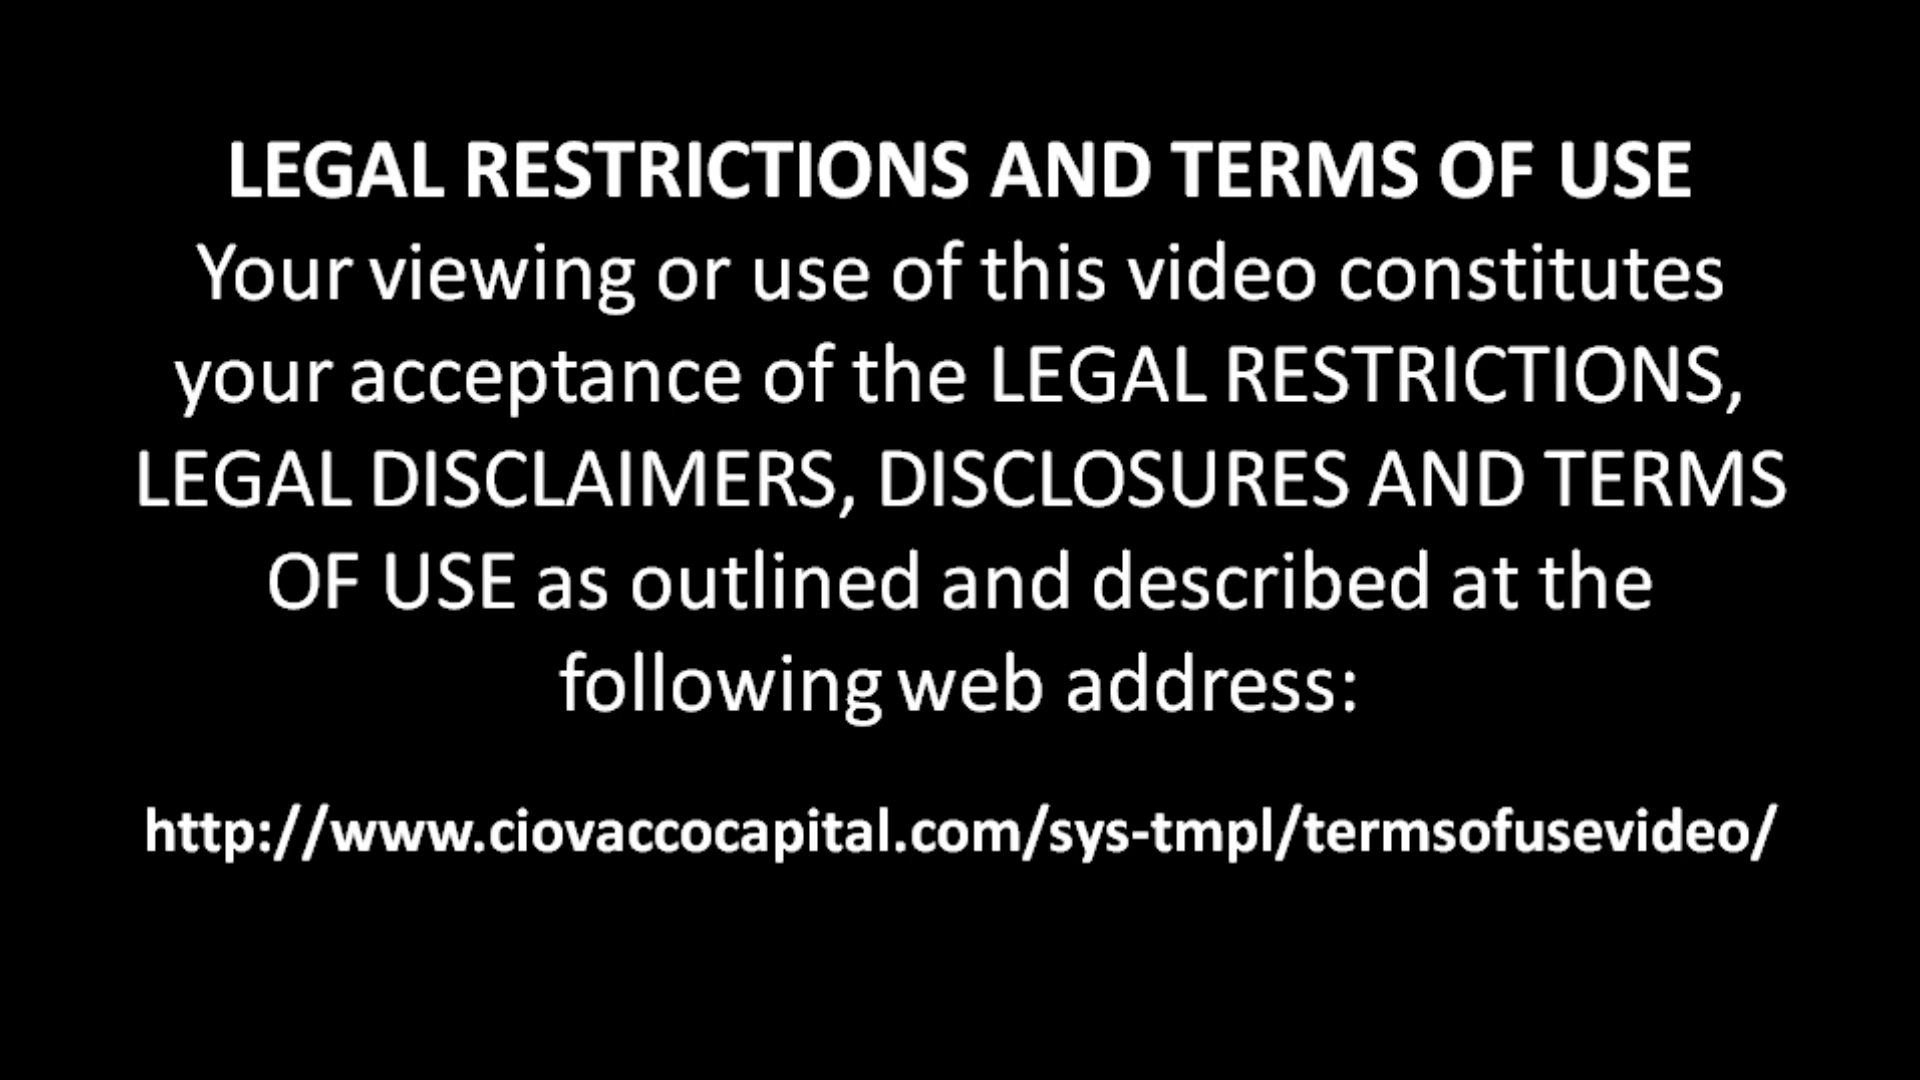 LEGAL RESTRICTIONS AND TERMS OF USE
Your viewing or use of this video constitutes
your acceptance of the LEGAL RESTRICTIONS,
LEGAL DISCLAIMERS, DISCLOSURES AND TERMS
OF USE as outlined and described at the
following web address:
http://www.ciovaccocapital.com/sys-tmpl/termsofusevideo/